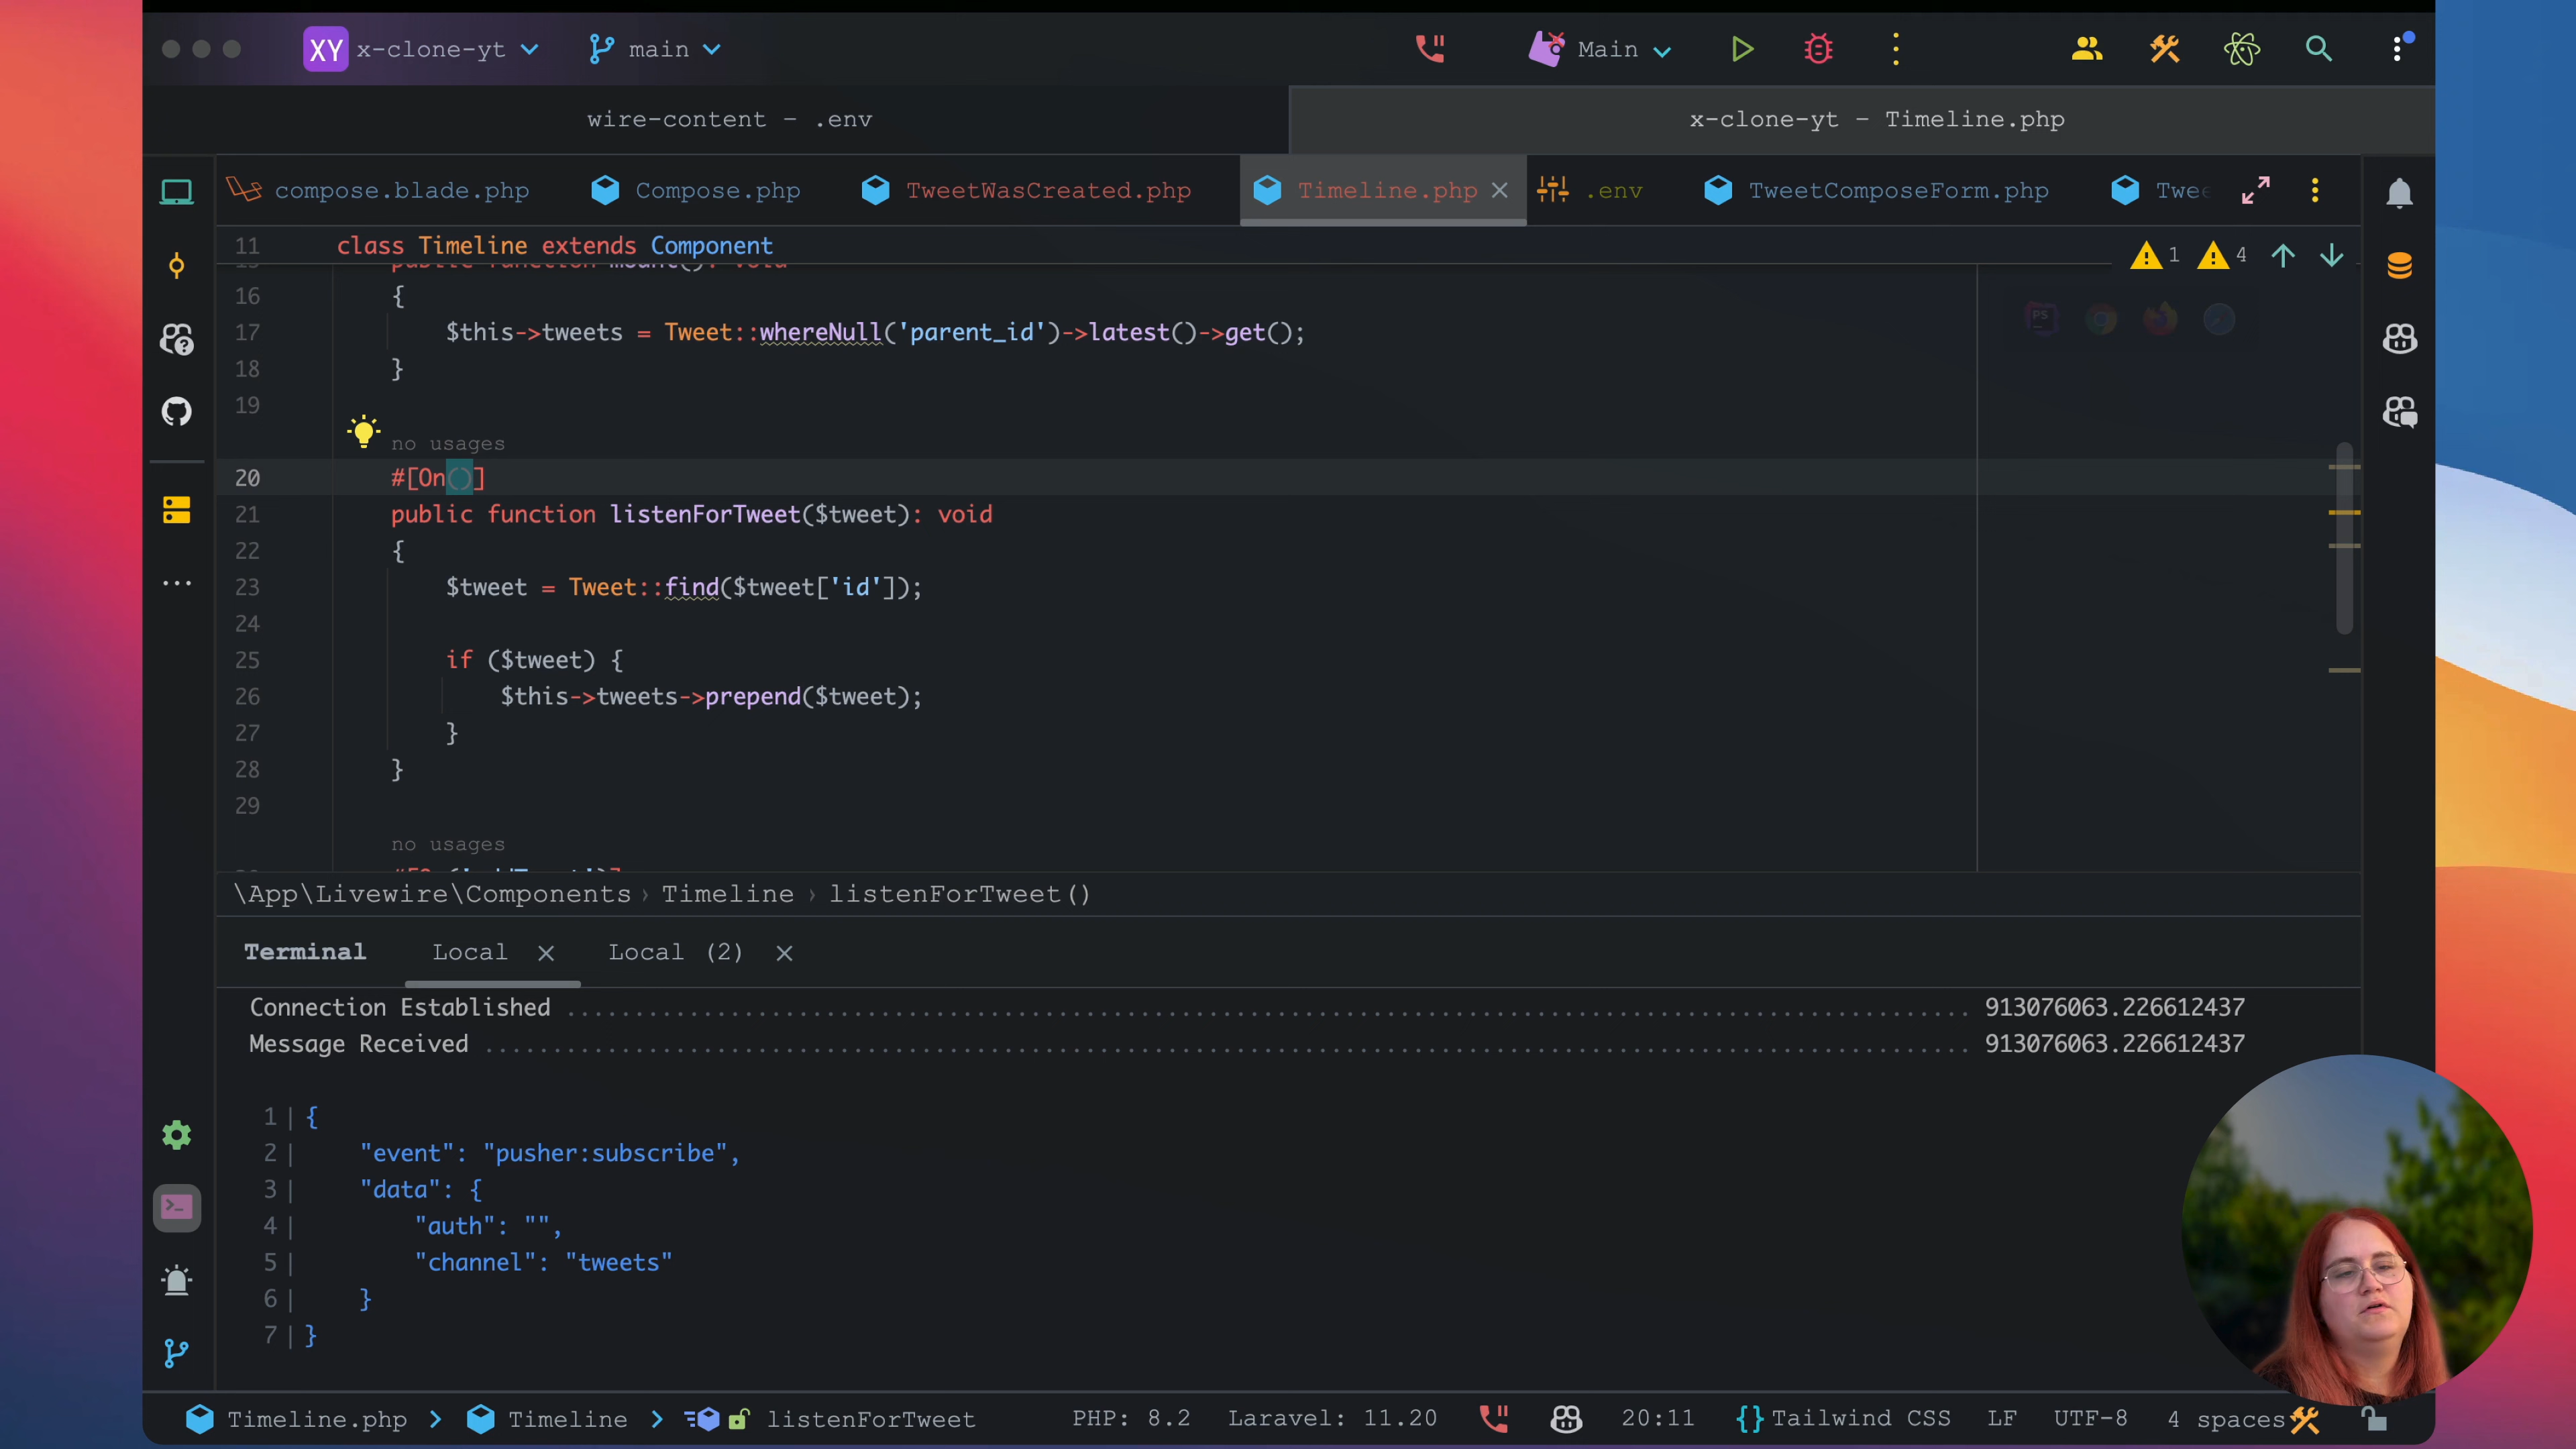 XY x-clone-yt main Main
wire-content – .env x-clone-yt – Timeline.php
compose.blade.php Compose.php TweetWasCreated.php Timeline.php .env TweetComposeForm.php Twee
11 class Timeline extends Component 1 4
public function mount(): void
16 {
17 $this->tweets = Tweet::whereNull('parent_id')->latest()->get();
18 }
19
no usages
20 #[On()]
21 public function listenForTweet($tweet): void
22 {
23 $tweet = Tweet::find($tweet['id']);
24
25 if ($tweet) {
26 $this->tweets->prepend($tweet);
27 }
28 }
29
no usages
\App\Livewire\Components › Timeline › listenForTweet()
Terminal Local Local (2)
Connection Established 913076063.226612437
Message Received 913076063.226612437
1| {
2| "event": "pusher:subscribe",
3| "data": {
4| "auth": "",
5| "channel": "tweets"
6| }
7| }
Timeline.php Timeline listenForTweet PHP: 8.2 Laravel: 11.20 20:11 {} Tailwind CSS LF UTF-8 4 spaces